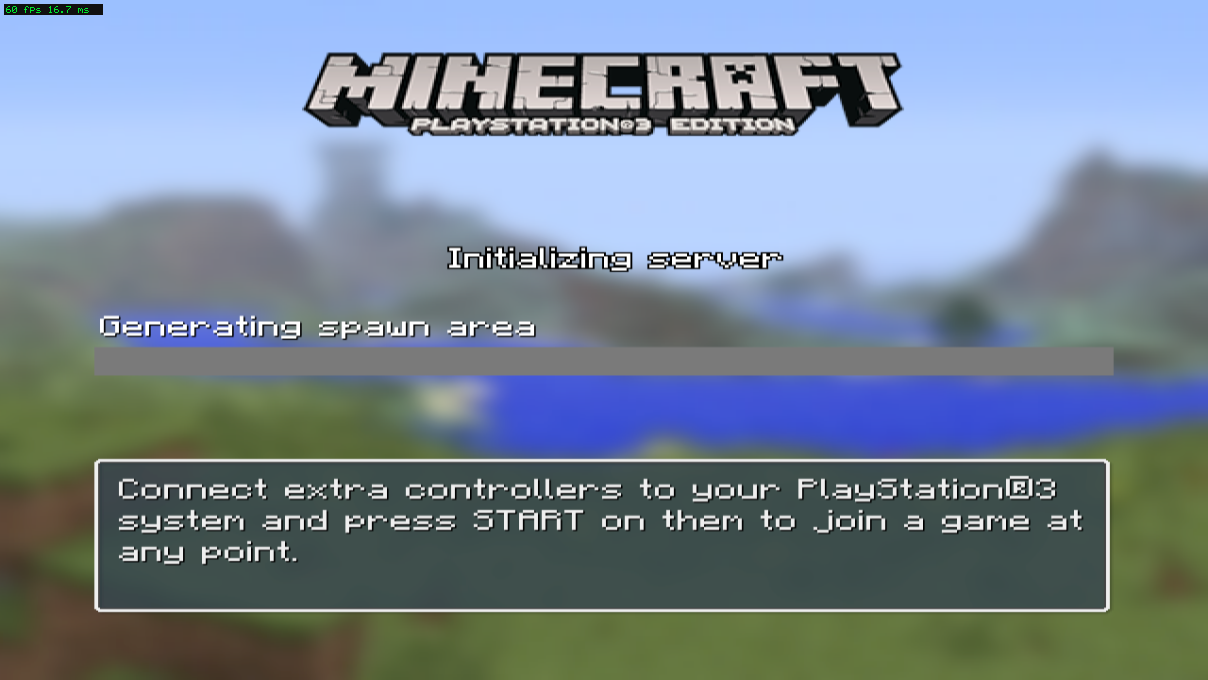 60 fps 16.7 ms
MINECRAFT
PLAYSTATION®3 EDITION
Initializing server
Generating spawn area
Connect extra controllers to your PlayStation®3
system and press START on them to join a game at
any point.